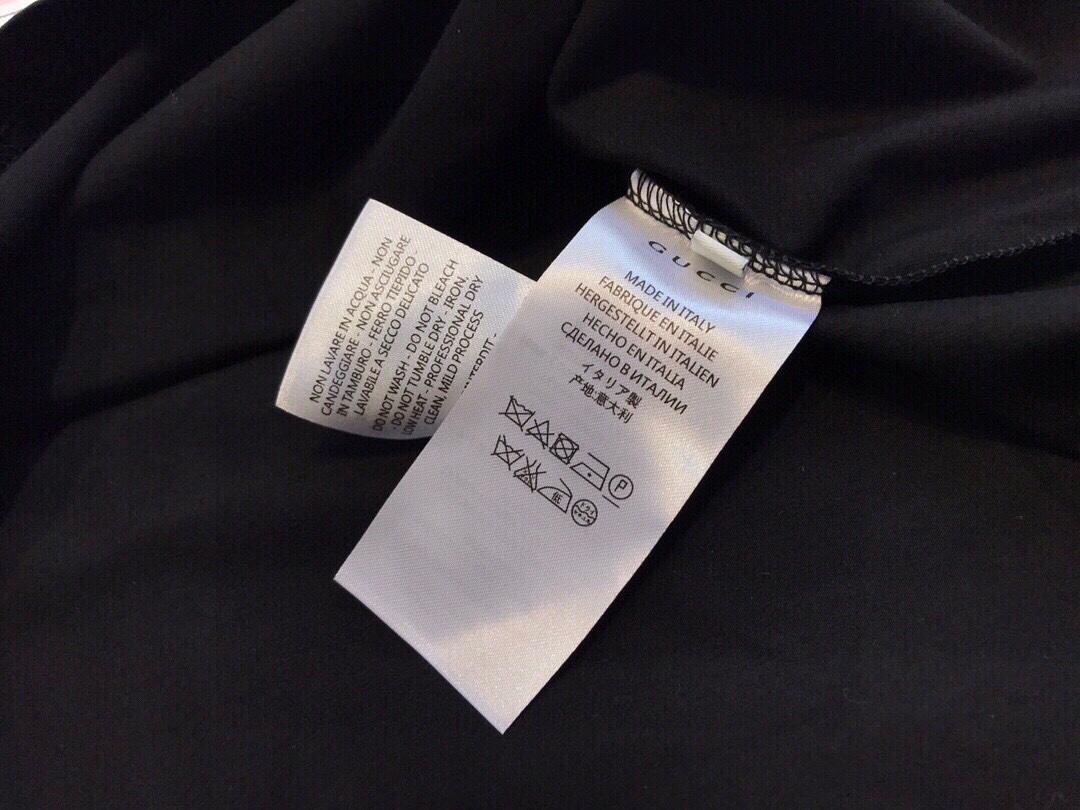 NON LAVARE IN ACQUA - NON
CANDEGGIARE - NON ASCIUGARE
IN TAMBURO - FERRO TIEPIDO -
LAVABILE A SECCO DELICATO
DO NOT WASH - DO NOT BLEACH
- DO NOT TUMBLE DRY - IRON,
LOW HEAT - PROFESSIONAL DRY
CLEAN, MILD PROCESS
GUCCI
MADE IN ITALY
FABRIQUE EN ITALIE
HERGESTELLT IN ITALIEN
HECHO EN ITALIA
СДЕЛАНО В ИТАЛИИ
イタリア製
产地:意大利
P
低